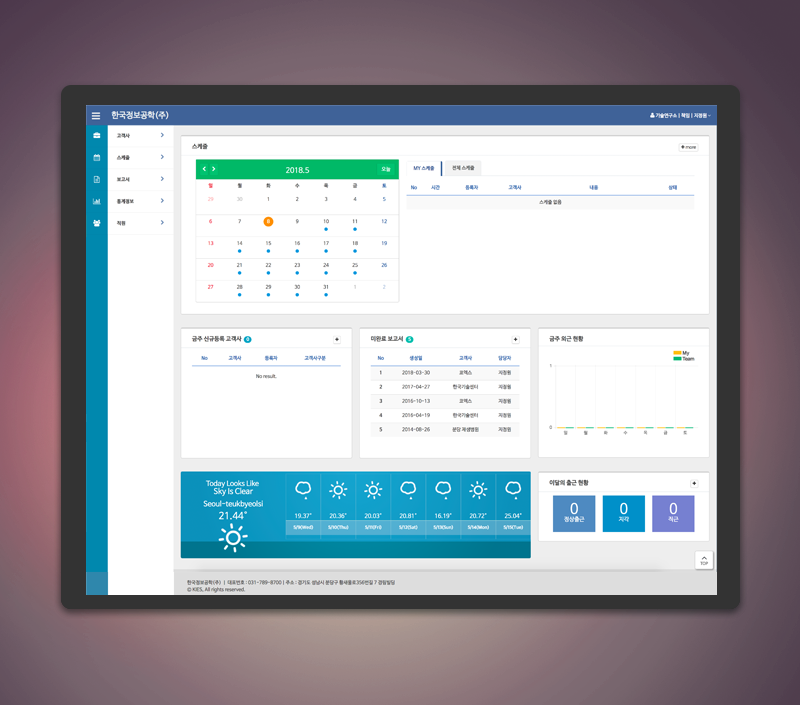 한국정보공학(주)
기술연구소 | 책임 | 지정원
고객사
스케줄
보고서
통계정보
직원
스케줄
more
2018.5
오늘
일 월 화 수 목 금 토
29 30 1 2 3 4 5
6 7 8 9 10 11 12
13 14 15 16 17 18 19
20 21 22 23 24 25 26
27 28 29 30 31 1 2
MY 스케줄 전체 스케줄
No 시간 등록자 고객사 내용 상태
스케줄 없음
금주 신규등록 고객사 0
No 고객사 등록자 고객사구분
No result.
미완료 보고서 5
No 생성일 고객사 담당자
1 2018-03-30 코맥스 지정원
2 2017-04-27 한국기술센터 지정원
3 2016-10-13 코맥스 지정원
4 2016-04-19 한국기술센터 지정원
5 2014-08-26 분당 재생병원 지정원
금주 외근 현황
My
Team
1
0
일 월 화 수 목 금 토
Today Looks Like
Sky Is Clear
Seoul-teukbyeolsi
21.44°
19.37° 20.36° 20.03° 20.81° 16.19° 20.72° 25.04°
5/9(Wed) 5/10(Thu) 5/11(Fri) 5/12(Sat) 5/13(Sun) 5/14(Mon) 5/15(Tue)
이달의 출근 현황
0 0 0
정상출근 지각 적근
TOP
한국정보공학(주) | 대표번호 : 031-789-8700 | 주소 : 경기도 성남시 분당구 황새울로356번길 7 경람빌딩
© KIES, All rights reserved.